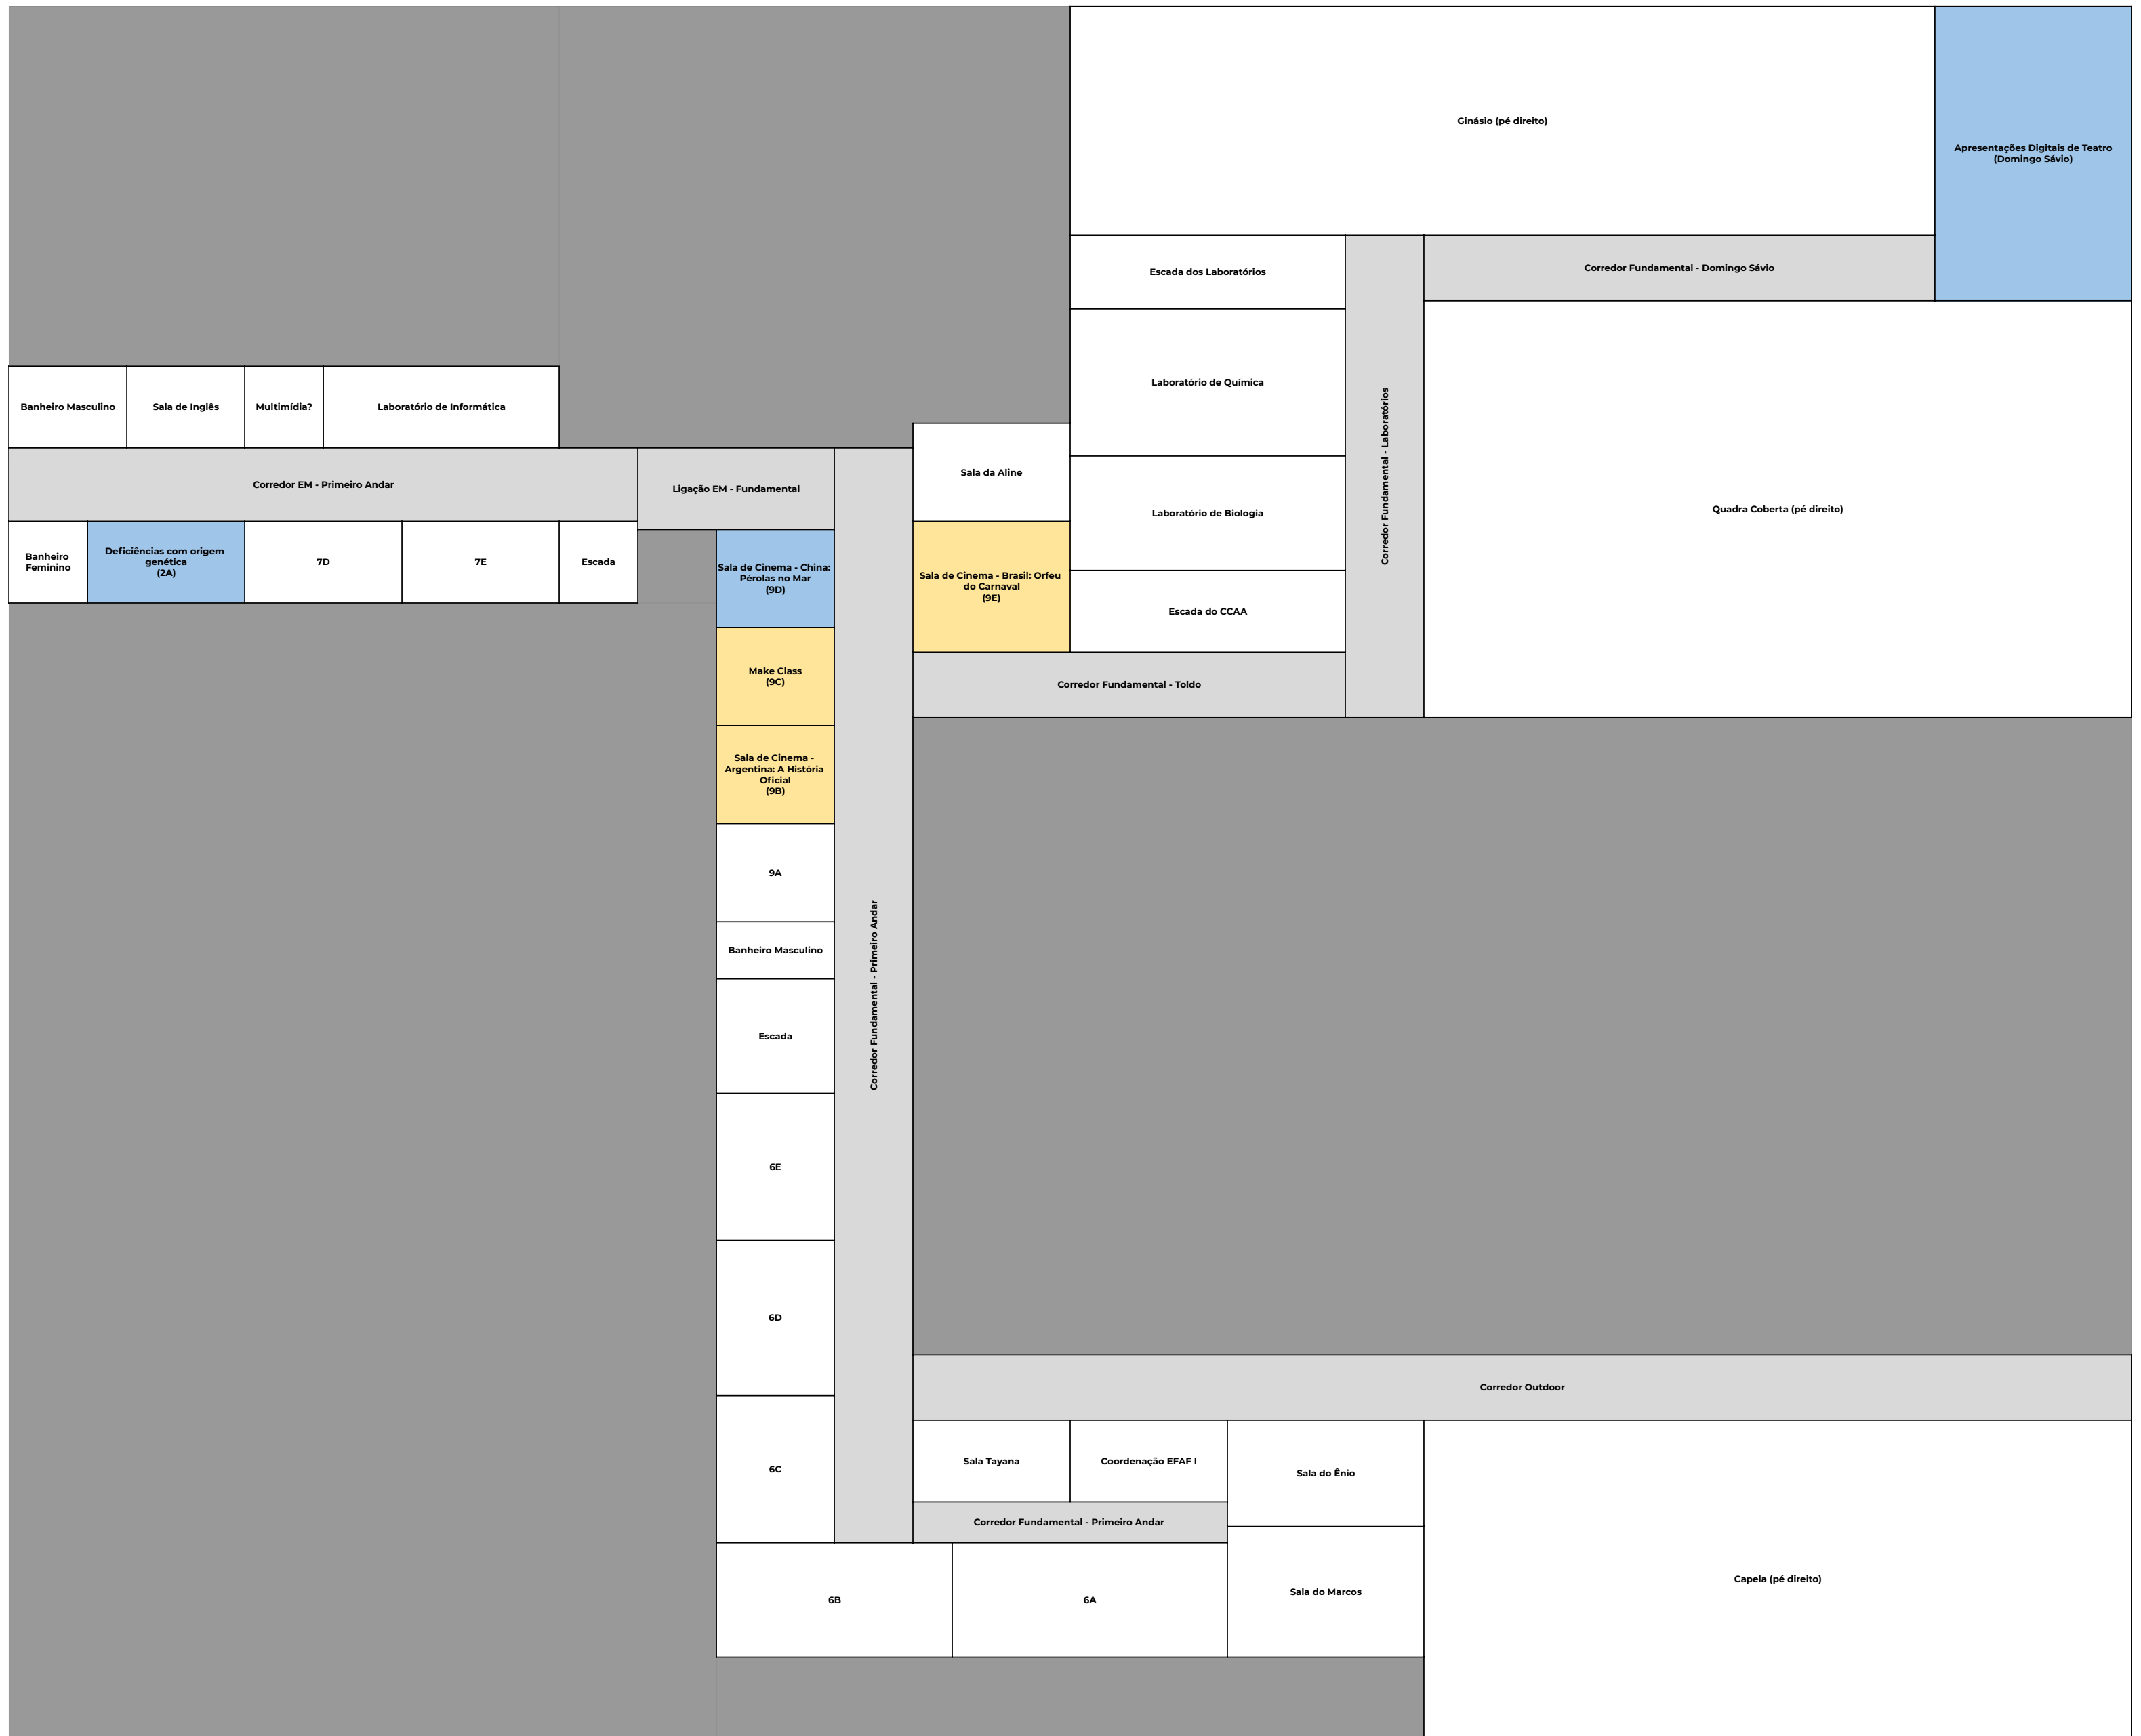 Ginásio (pé direito)
Apresentações Digitais de Teatro
(Domingo Sávio)
Escada dos Laboratórios
Corredor Fundamental - Domingo Sávio
Laboratório de Química
Corredor Fundamental - Laboratórios
Banheiro Masculino
Sala de Inglês
Multimídia?
Laboratório de Informática
Corredor EM - Primeiro Andar
Ligação EM - Fundamental
Sala da Aline
Laboratório de Biologia
Quadra Coberta (pé direito)
Banheiro
Feminino
Deficiências com origem
genética
(2A)
7D
7E
Escada
Sala de Cinema - China:
Pérolas no Mar
(9D)
Sala de Cinema - Brasil: Orfeu
do Carnaval
(9E)
Escada do CCAA
Make Class
(9C)
Corredor Fundamental - Toldo
Sala de Cinema -
Argentina: A História
Oficial
(9B)
9A
Banheiro Masculino
Corredor Fundamental - Primeiro Andar
Escada
6E
6D
Corredor Outdoor
6C
Sala Tayana
Coordenação EFAF I
Sala do Ênio
Corredor Fundamental - Primeiro Andar
6B
6A
Sala do Marcos
Capela (pé direito)